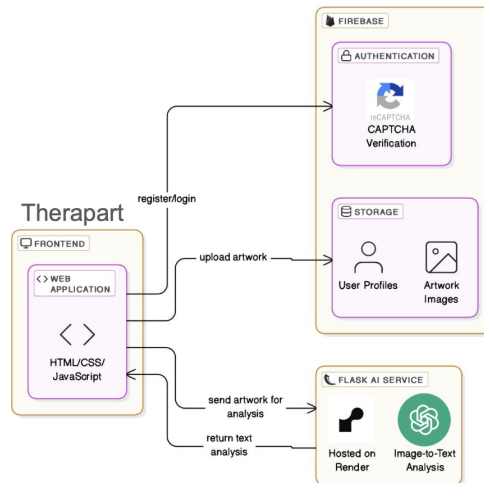 FIREBASE
AUTHENTICATION
reCAPTCHA
CAPTCHA
Verification
register/login
Therapart
FRONTEND
STORAGE
WEB
APPLICATION
upload artwork
User Profiles
Artwork
Images
HTML/CSS/
JavaScript
FLASK AI SERVICE
send artwork for
analysis
return text
analysis
Hosted on
Render
Image-to-Text
Analysis